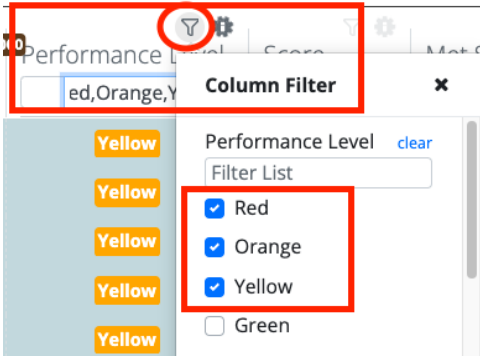 Performance Level Score Met S
ed,Orange,Y
Column Filter
Performance Level clear
Filter List
Red
Orange
Yellow
Green
Yellow
Yellow
Yellow
Yellow
Yellow